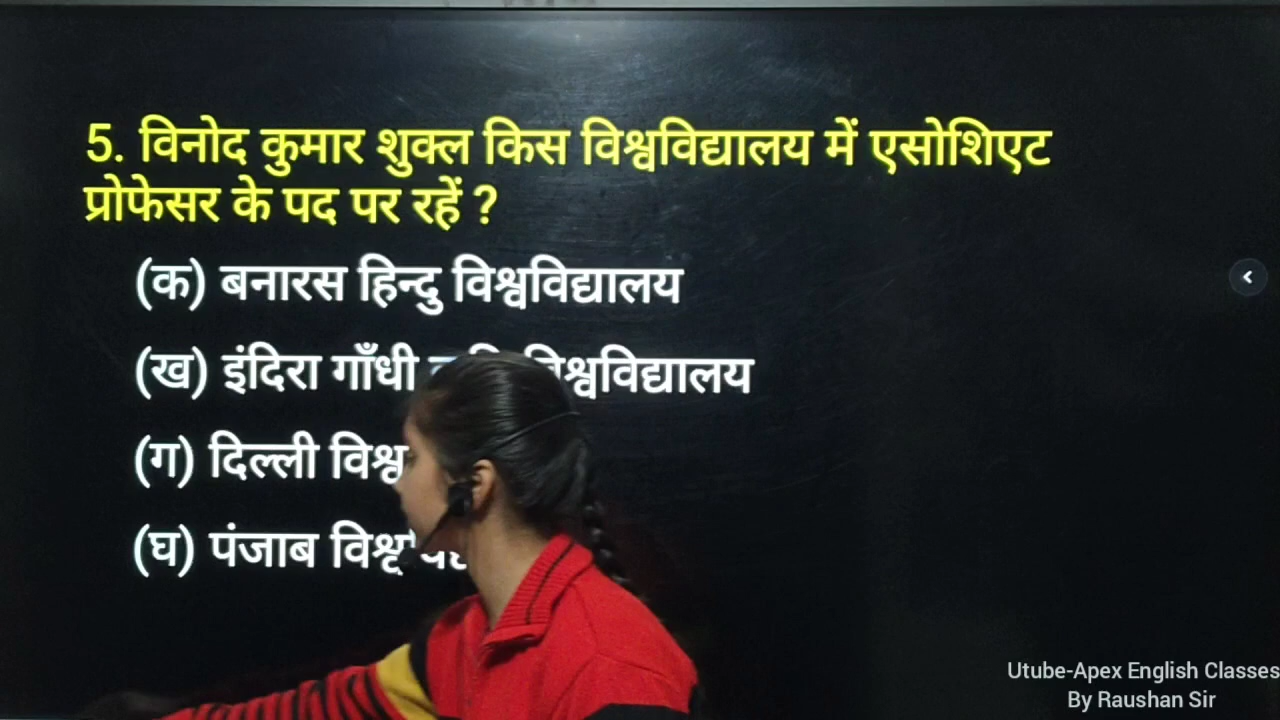 5. विनोद कुमार शुक्ल किस विश्वविद्यालय में एसोशिएट
प्रोफेसर के पद पर रहें ?
(क) बनारस हिन्दु विश्वविद्यालय
(ख) इंदिरा गाँधी विश्वविद्यालय
(ग) दिल्ली
(घ) पंजाब
Utube-Apex English Classes
By Raushan Sir